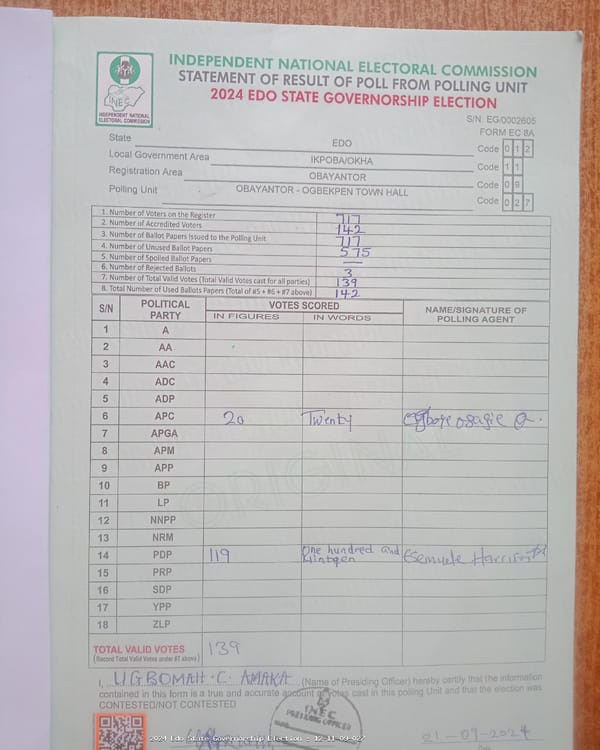 INDEPENDENT NATIONAL ELECTORAL COMMISSION
STATEMENT OF RESULT OF POLL FROM POLLING UNIT
2024 EDO STATE GOVERNORSHIP ELECTION
INEC
INDEPENDENT NATIONAL
ELECTORAL COMMISSION
S/N. EG/0002605
FORM EC 8A
State EDO Code 0 1 2
Local Government Area IKPOBA/OKHA Code 1 1
Registration Area OBAYANTOR Code 0 9
Polling Unit OBAYANTOR - OGBEKPEN TOWN HALL Code 0 2 7
1. Number of Voters on the Register 717
2. Number of Accredited Voters 142
3. Number of Ballot Papers Issued to the Polling Unit 717
4. Number of Unused Ballot Papers 575
5. Number of Spoiled Ballot Papers —
6. Number of Rejected Ballots 3
7. Number of Total Valid Votes (Total Valid Votes cast for all parties) 139
8. Total Number of Used Ballots Papers (Total of #5 + #6 + #7 above) 142
S/N POLITICAL PARTY VOTES SCORED NAME/SIGNATURE OF POLLING AGENT
IN FIGURES IN WORDS
1 A
2 AA
3 AAC
4 ADC
5 ADP
6 APC 20 Twenty osagie
7 APGA
8 APM
9 APP
10 BP
11 LP
12 NNPP
13 NRM
14 PDP 119 One hundred and Harrison
15 PRP
16 SDP
17 YPP
18 ZLP
TOTAL VALID VOTES 139
(Record Total Valid Votes under #7 above)
I, UGBOMAH . C . AMAKA (Name of Presiding Officer) hereby certify that the information
contained in this form is a true and accurate account of votes cast in this polling Unit and that the election was
CONTESTED/NOT CONTESTED
INEC
PRESIDING OFFICER
21-09-2024
2024 Edo State Governorship Election - 12-11-09-027